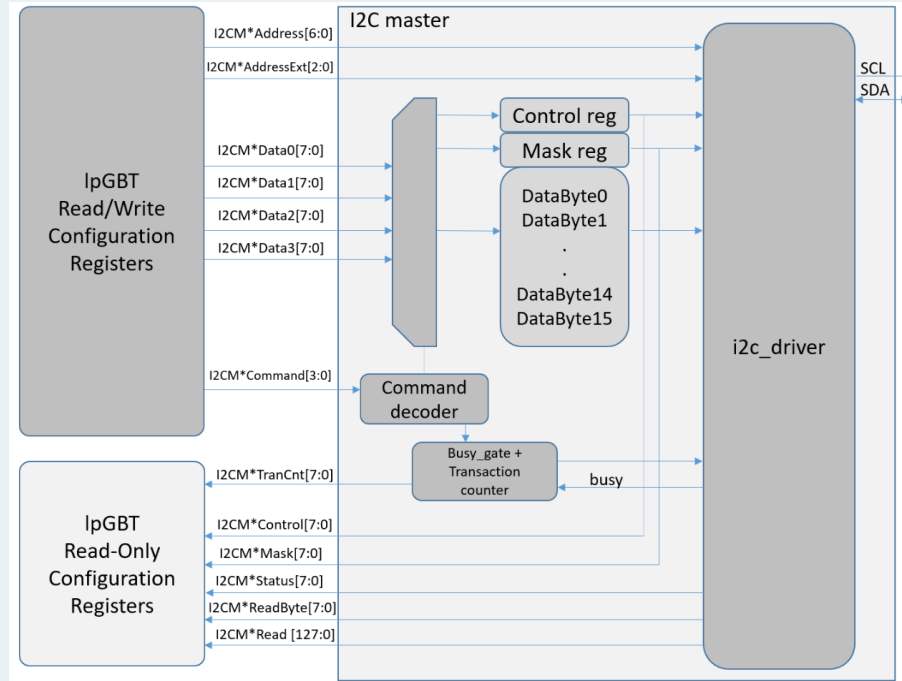 I2C master
I2CM*Address[6:0]
I2CM*AddressExt[2:0]
SCL
SDA
Control reg
Mask reg
I2CM*Data0[7:0]
I2CM*Data1[7:0]
I2CM*Data2[7:0]
I2CM*Data3[7:0]
lpGBT
Read/Write
Configuration
Registers
DataByte0
DataByte1
.
.
DataByte14
DataByte15
i2c_driver
I2CM*Command[3:0]
Command
decoder
Busy_gate +
Transaction
counter
busy
I2CM*TranCnt[7:0]
lpGBT
Read-Only
Configuration
Registers
I2CM*Control[7:0]
I2CM*Mask[7:0]
I2CM*Status[7:0]
I2CM*ReadByte[7:0]
I2CM*Read [127:0]